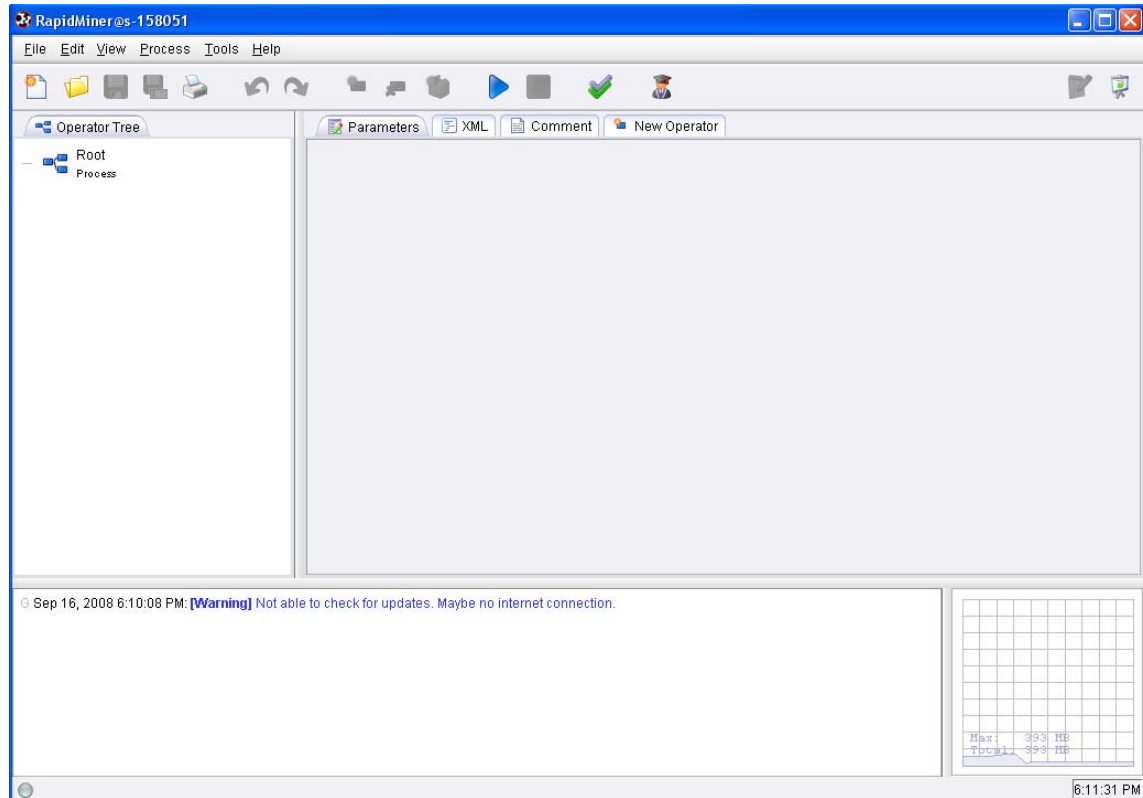 RapidMiner@s-158051
File Edit View Process Tools Help
Operator Tree
Parameters XML Comment New Operator
Root
Process
G Sep 16, 2008 6:10:08 PM: [Warning] Not able to check for updates. Maybe no internet connection.
Max: 393 MB
Total: 393 MB
6:11:31 PM